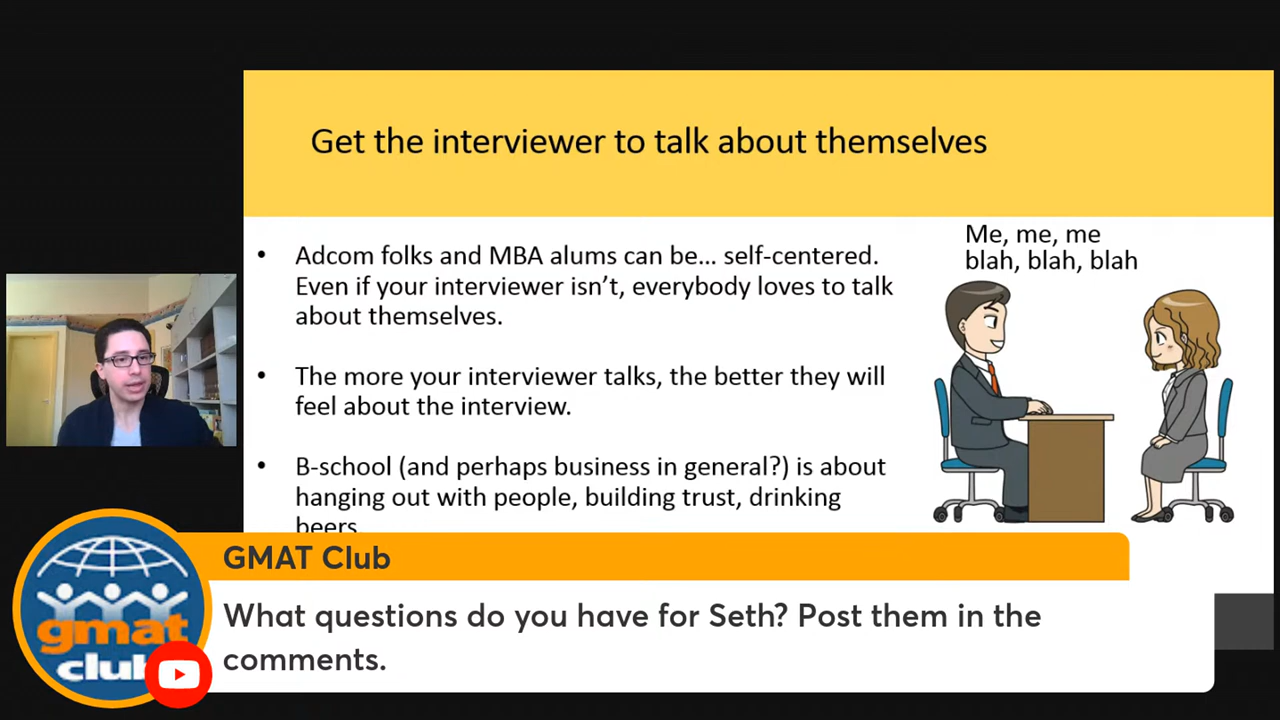 Get the interviewer to talk about themselves
Me, me, me
blah, blah, blah
• Adcom folks and MBA alums can be... self-centered.
Even if your interviewer isn't, everybody loves to talk
about themselves.
• The more your interviewer talks, the better they will
feel about the interview.
• B-school (and perhaps business in general?) is about
hanging out with people, building trust, drinking
beers
GMAT Club
What questions do you have for Seth? Post them in the
comments.
gmat
club